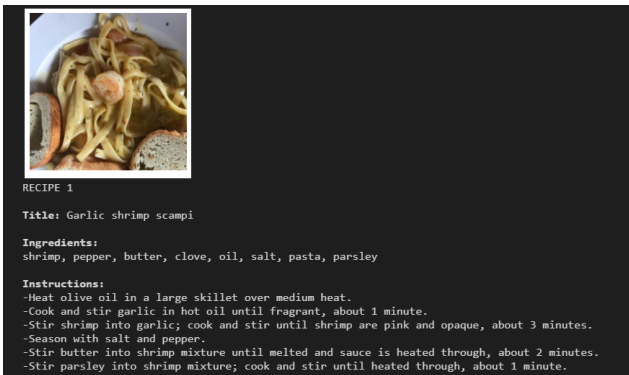 RECIPE 1
Title: Garlic shrimp scampi
Ingredients:
shrimp, pepper, butter, clove, oil, salt, pasta, parsley
Instructions:
-Heat olive oil in a large skillet over medium heat.
-Cook and stir garlic in hot oil until fragrant, about 1 minute.
-Stir shrimp into garlic; cook and stir until shrimp are pink and opaque, about 3 minutes.
-Season with salt and pepper.
-Stir butter into shrimp mixture until melted and sauce is heated through, about 2 minutes.
-Stir parsley into shrimp mixture; cook and stir until heated through, about 1 minute.